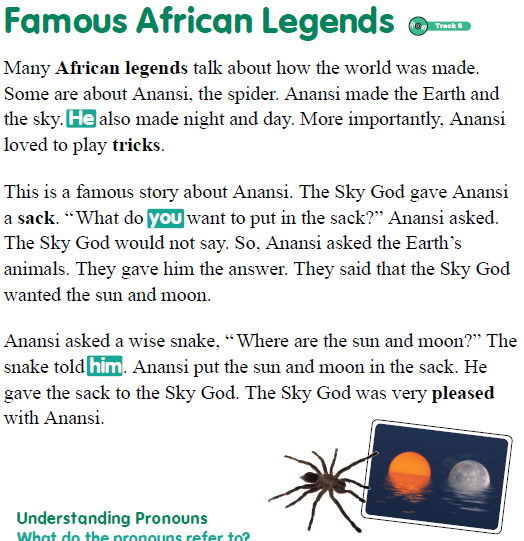 Famous African Legends
Track 6
Many African legends talk about how the world was made.
Some are about Anansi, the spider. Anansi made the Earth and
the sky. He also made night and day. More importantly, Anansi
loved to play tricks.
This is a famous story about Anansi. The Sky God gave Anansi
a sack. “What do you want to put in the sack?” Anansi asked.
The Sky God would not say. So, Anansi asked the Earth’s
animals. They gave him the answer. They said that the Sky God
wanted the sun and moon.
Anansi asked a wise snake, “Where are the sun and moon?” The
snake told him. Anansi put the sun and moon in the sack. He
gave the sack to the Sky God. The Sky God was very pleased
with Anansi.
Understanding Pronouns
What do the pronouns refer to?